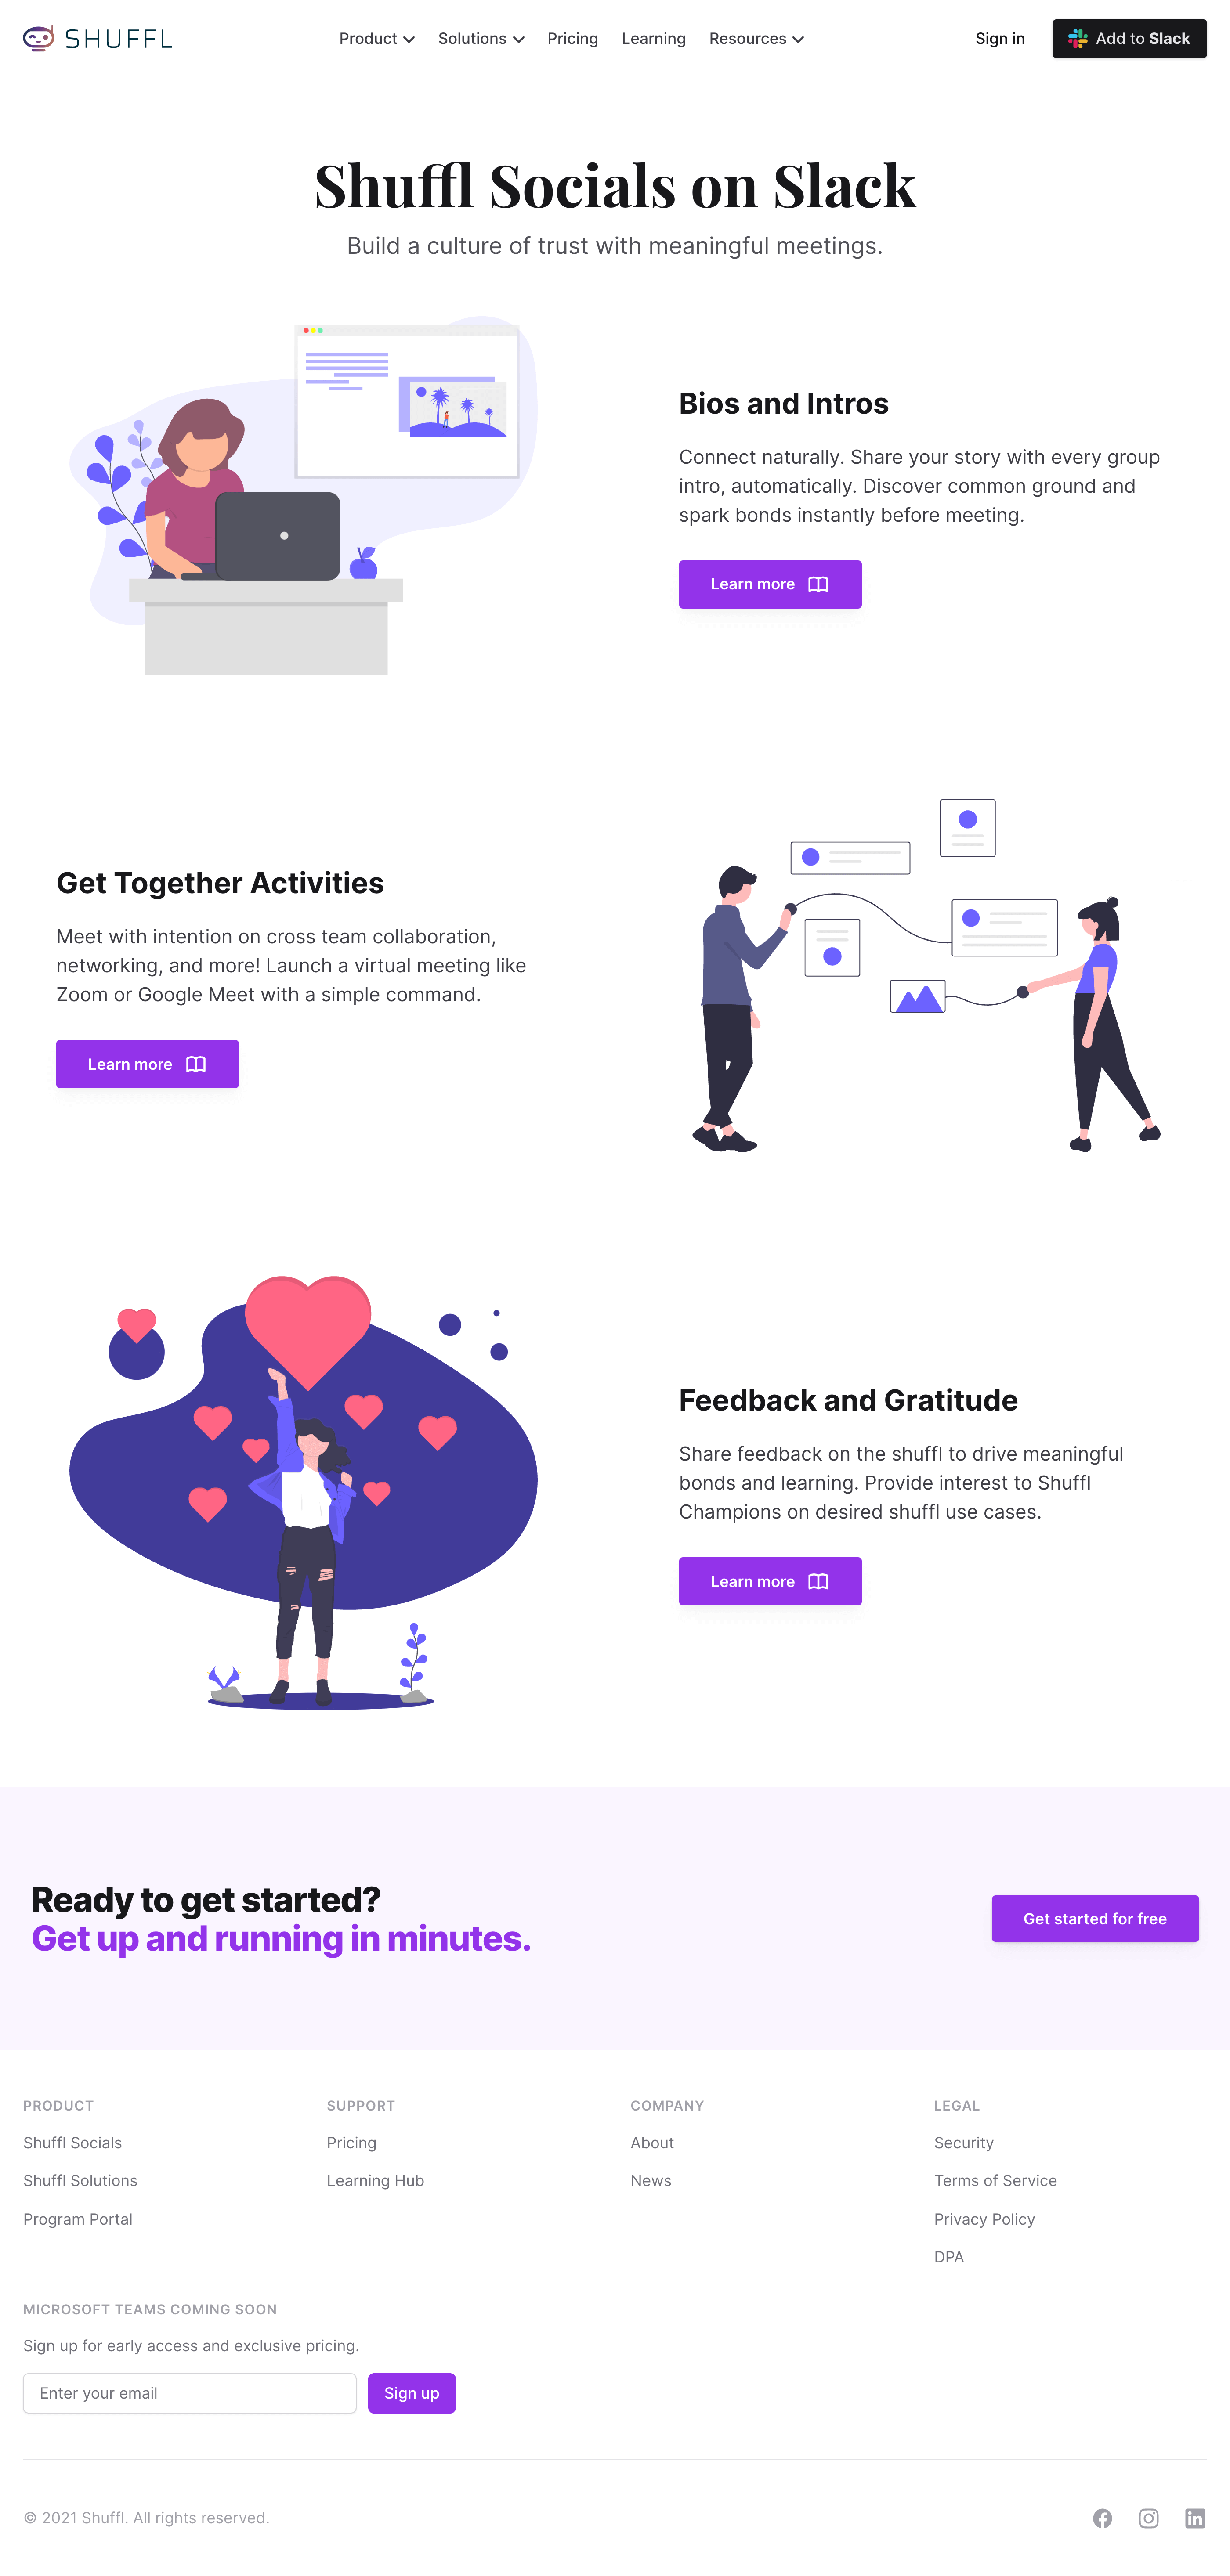 SHUFFL
Product
Solutions
Pricing
Learning
Resources
Sign in
Add to Slack
Shuffl Socials on Slack
Build a culture of trust with meaningful meetings.
Bios and Intros
Connect naturally. Share your story with every group
intro, automatically. Discover common ground and
spark bonds instantly before meeting.
Learn more
Get Together Activities
Meet with intention on cross team collaboration,
networking, and more! Launch a virtual meeting like
Zoom or Google Meet with a simple command.
Learn more
Feedback and Gratitude
Share feedback on the shuffl to drive meaningful
bonds and learning. Provide interest to Shuffl
Champions on desired shuffl use cases.
Learn more
Ready to get started?
Get up and running in minutes.
Get started for free
PRODUCT
Shuffl Socials
Shuffl Solutions
Program Portal
SUPPORT
Pricing
Learning Hub
COMPANY
About
News
LEGAL
Security
Terms of Service
Privacy Policy
DPA
MICROSOFT TEAMS COMING SOON
Sign up for early access and exclusive pricing.
Enter your email
Sign up
© 2021 Shuffl. All rights reserved.